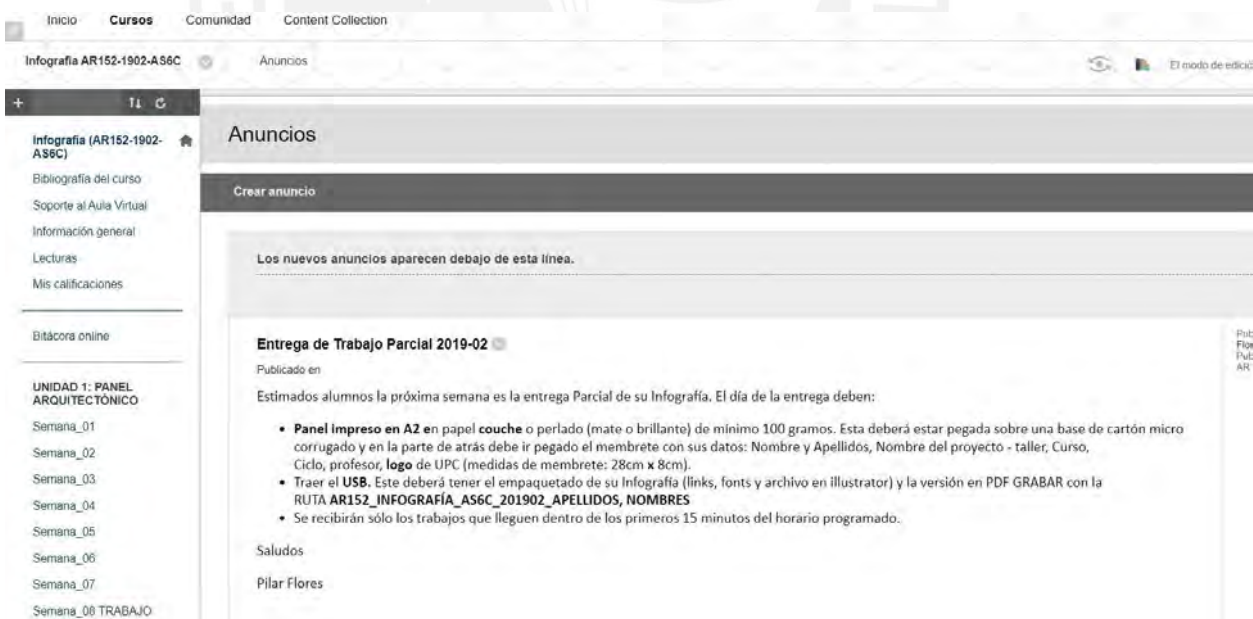 Inicio Cursos Comunidad Content Collection
Infografía AR152-1902-AS6C Anuncios El modo de edició
Infografía (AR152-1902-
AS6C)
Bibliografía del curso
Soporte al Aula Virtual
Información general
Lecturas
Mis calificaciones
Bitácora online
UNIDAD 1: PANEL
ARQUITECTÓNICO
Semana_01
Semana_02
Semana_03
Semana_04
Semana_05
Semana_06
Semana_07
Semana_08 TRABAJO
Anuncios
Crear anuncio
Los nuevos anuncios aparecen debajo de esta línea.
Entrega de Trabajo Parcial 2019-02
Publicado en
Estimados alumnos la próxima semana es la entrega Parcial de su Infografía. El día de la entrega deben:
• Panel impreso en A2 en papel couche o perlado (mate o brillante) de mínimo 100 gramos. Esta deberá estar pegada sobre una base de cartón micro
corrugado y en la parte de atrás debe ir pegado el membrete con sus datos: Nombre y Apellidos, Nombre del proyecto - taller, Curso,
Ciclo, profesor, logo de UPC (medidas de membrete: 28cm x 8cm).
• Traer el USB. Este deberá tener el empaquetado de su Infografía (links, fonts y archivo en illustrator) y la versión en PDF GRABAR con la
RUTA AR152_INFOGRAFÍA_AS6C_201902_APELLIDOS, NOMBRES
• Se recibirán sólo los trabajos que lleguen dentro de los primeros 15 minutos del horario programado.
Saludos
Pilar Flores
Pub
Flor
Pub
AR